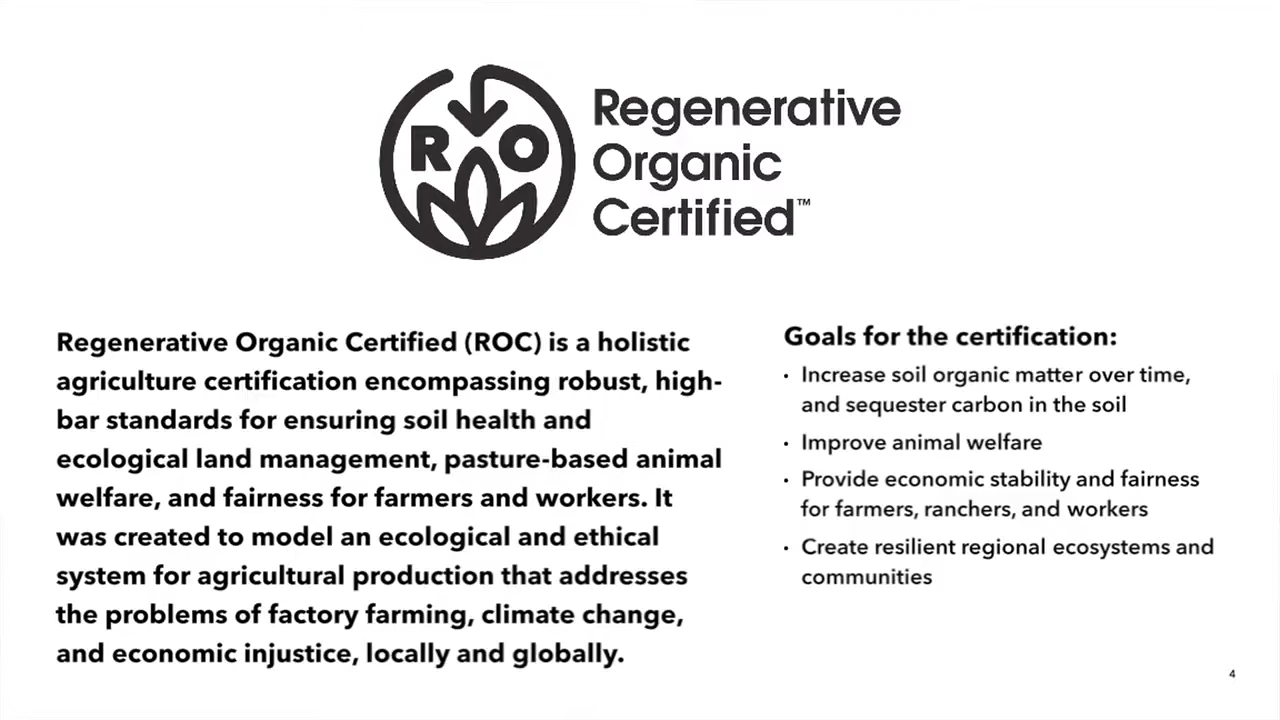 R O
Regenerative
Organic
Certified™
Regenerative Organic Certified (ROC) is a holistic
agriculture certification encompassing robust, high-
bar standards for ensuring soil health and
ecological land management, pasture-based animal
welfare, and fairness for farmers and workers. It
was created to model an ecological and ethical
system for agricultural production that addresses
the problems of factory farming, climate change,
and economic injustice, locally and globally.
Goals for the certification:
• Increase soil organic matter over time,
and sequester carbon in the soil
• Improve animal welfare
• Provide economic stability and fairness
for farmers, ranchers, and workers
• Create resilient regional ecosystems and
communities
4